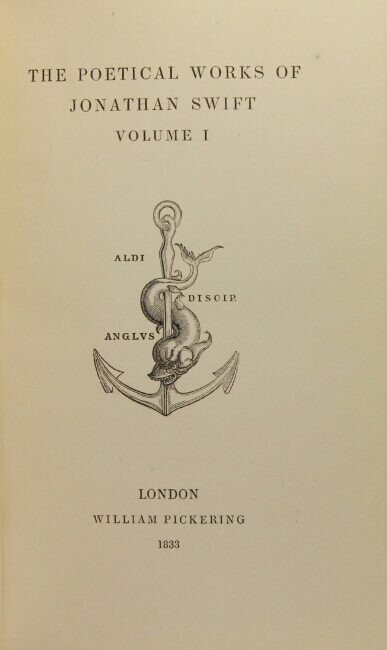 THE POETICAL WORKS OF
JONATHAN SWIFT
VOLUME I
ALDI
DISCIP.
ANGLVS
LONDON
WILLIAM PICKERING
1833